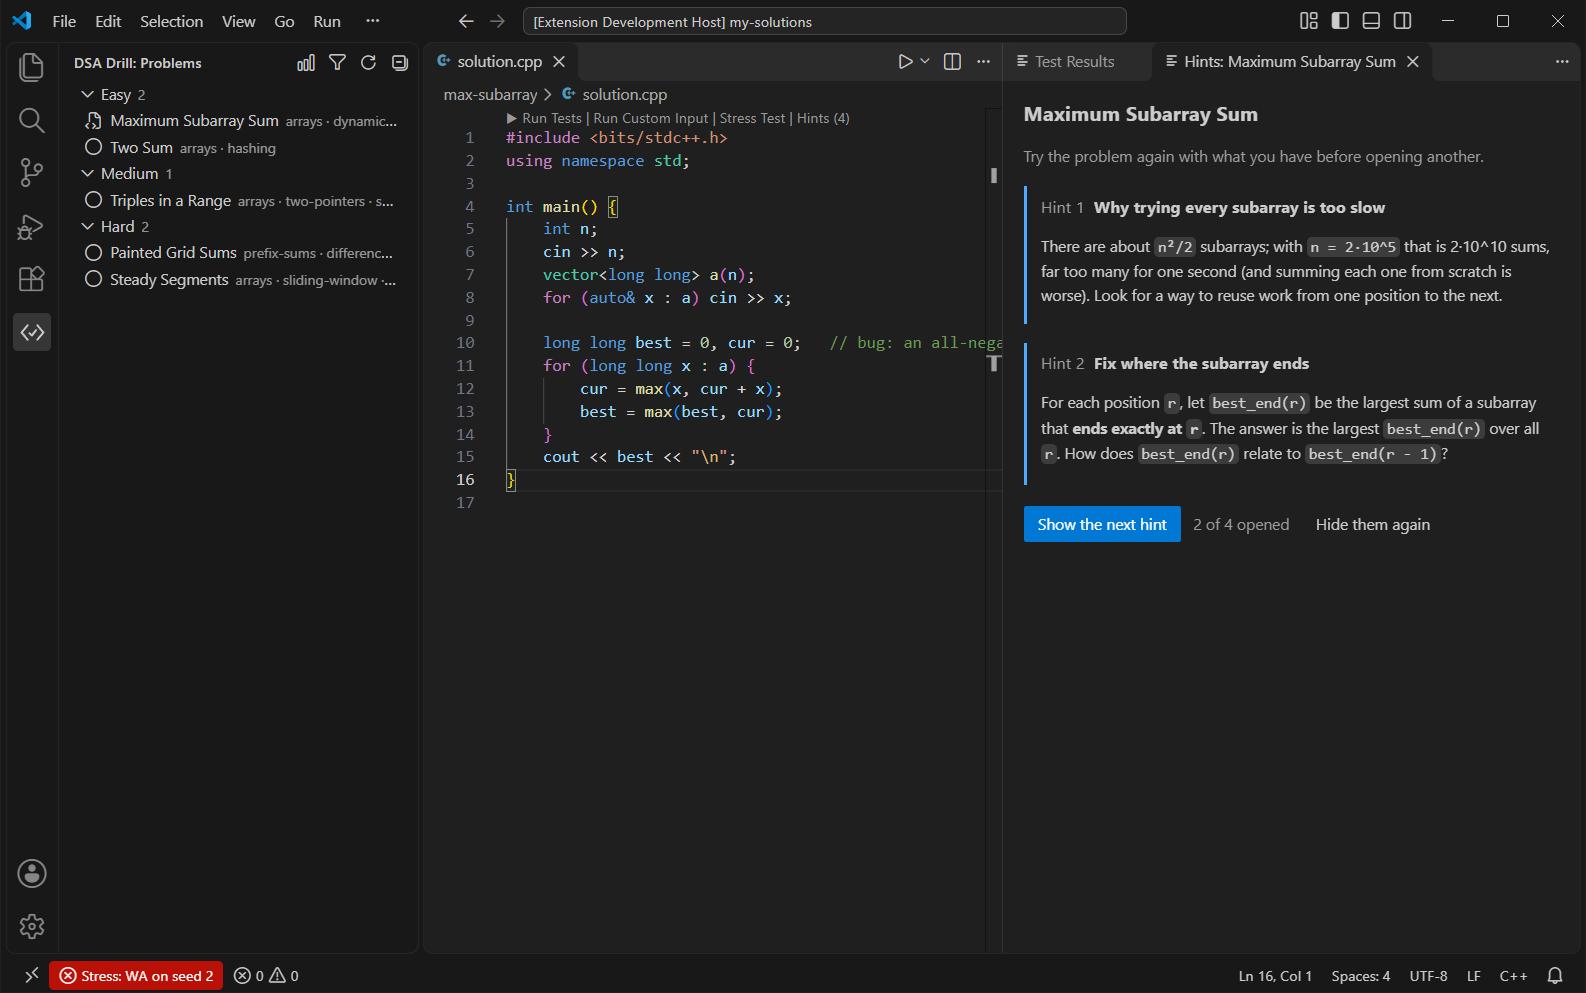 File Edit Selection View Go Run ···
[Extension Development Host] my-solutions
DSA Drill: Problems
Easy 2
Maximum Subarray Sum arrays · dynamic...
Two Sum arrays · hashing
Medium 1
Triples in a Range arrays · two-pointers · s...
Hard 2
Painted Grid Sums prefix-sums · differenc...
Steady Segments arrays · sliding-window ·...
solution.cpp
max-subarray > solution.cpp
Run Tests | Run Custom Input | Stress Test | Hints (4)
1 #include <bits/stdc++.h>
2 using namespace std;
3
4 int main() {
5 int n;
6 cin >> n;
7 vector<long long> a(n);
8 for (auto& x : a) cin >> x;
9
10 long long best = 0, cur = 0; // bug: an all-nega
11 for (long long x : a) {
12 cur = max(x, cur + x);
13 best = max(best, cur);
14 }
15 cout << best << "\n";
16 }
17
Test Results
Hints: Maximum Subarray Sum
Maximum Subarray Sum
Try the problem again with what you have before opening another.
Hint 1 Why trying every subarray is too slow
There are about n²/2 subarrays; with n = 2·10^5 that is 2·10^10 sums,
far too many for one second (and summing each one from scratch is
worse). Look for a way to reuse work from one position to the next.
Hint 2 Fix where the subarray ends
For each position r, let best_end(r) be the largest sum of a subarray
that ends exactly at r. The answer is the largest best_end(r) over all
r. How does best_end(r) relate to best_end(r - 1)?
Show the next hint 2 of 4 opened Hide them again
Stress: WA on seed 2 0 0
Ln 16, Col 1 Spaces: 4 UTF-8 LF C++